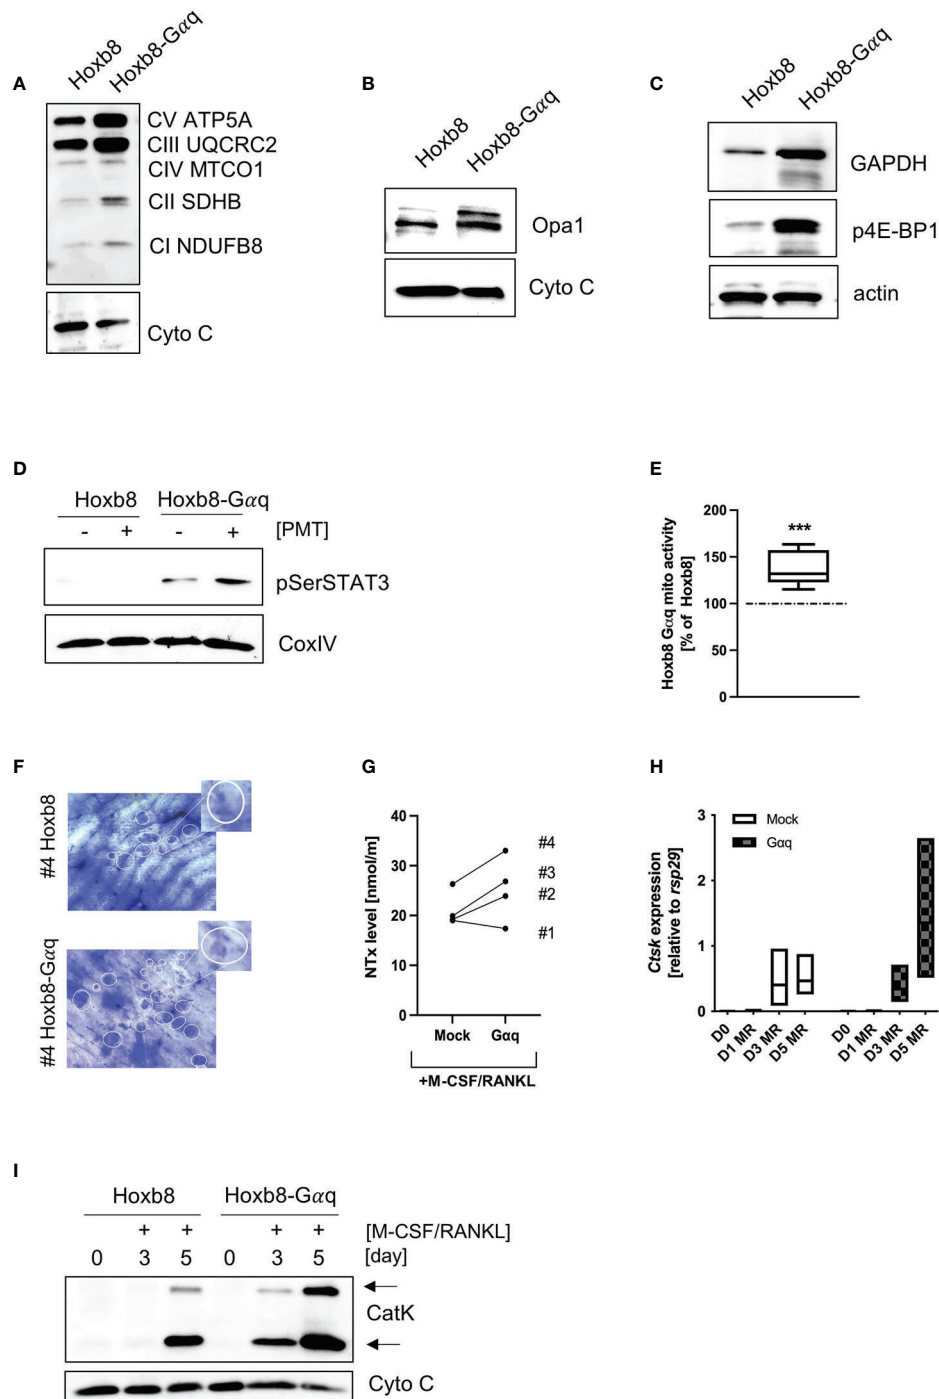 A
Hoxb8
Hoxb8-Gαq
CV ATP5A
CIII UQCRC2
CIV MTCO1
CII SDHB
CI NDUFB8
Cyto C
B
Hoxb8
Hoxb8-Gαq
Opa1
Cyto C
C
Hoxb8
Hoxb8-Gαq
GAPDH
p4E-BP1
actin
D
Hoxb8 Hoxb8-Gαq
- + - + [PMT]
pSerSTAT3
CoxIV
E
Hoxb8 Gαq mito activity
[% of Hoxb8]
200
150
100
50
0
***
F
#4 Hoxb8
#4 Hoxb8-Gαq
G
NTx level [nmol/m]
40
30
20
10
0
#4
#3
#2
#1
Mock Gαq
+M-CSF/RANKL
H
Ctsk expression
[relative to rsp29]
3
2
1
0
Mock
Gαq
D0
D1 MR
D3 MR
D5 MR
D0
D1 MR
D3 MR
D5 MR
I
Hoxb8 Hoxb8-Gαq
+ + + + [M-CSF/RANKL]
0 3 5 0 3 5 [day]
CatK
Cyto C